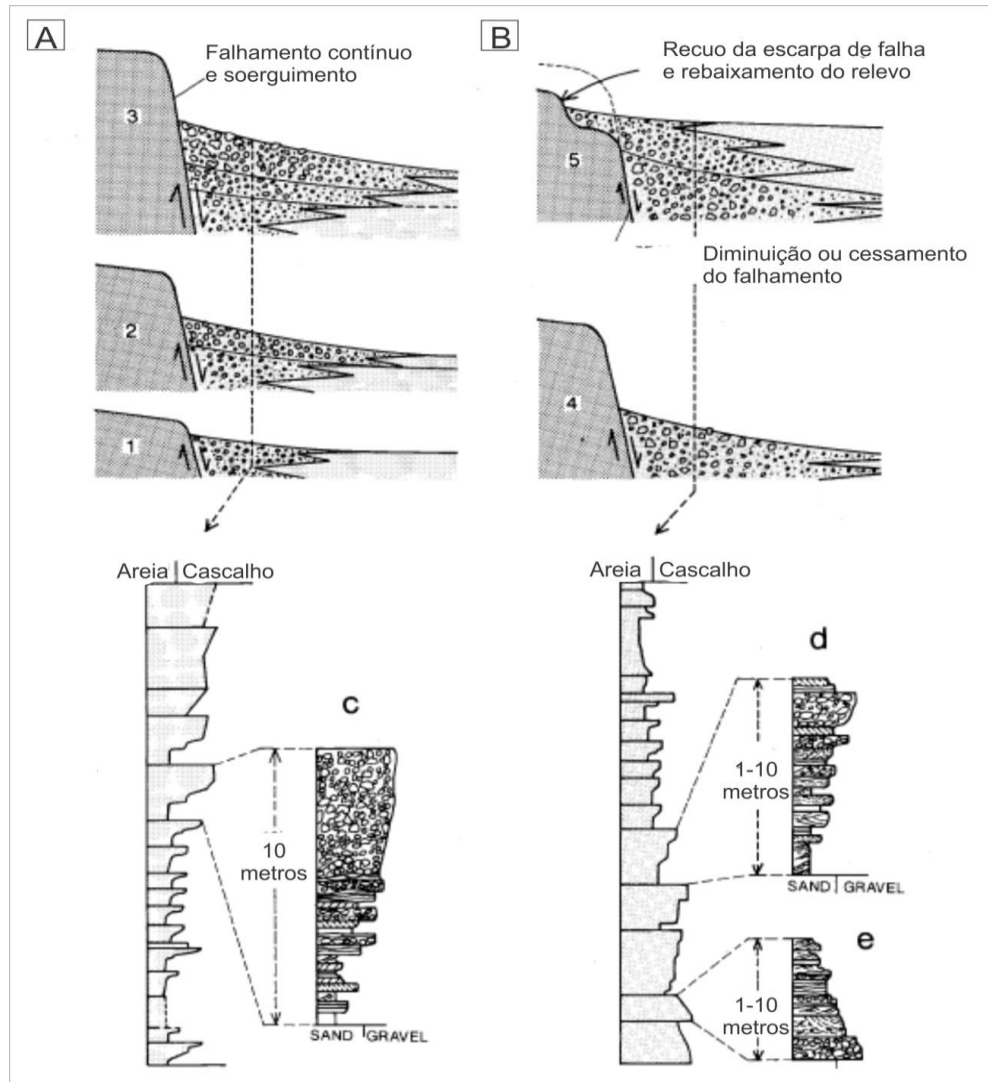 A
Falhamento contínuo
e soerguimento
3
2
1
Areia
Cascalho
c
10
metros
SAND
GRAVEL
B
Recuo da escarpa de falha
e rebaixamento do relevo
5
Diminuição ou cessamento
do falhamento
4
Areia
Cascalho
d
1-10
metros
SAND
GRAVEL
e
1-10
metros